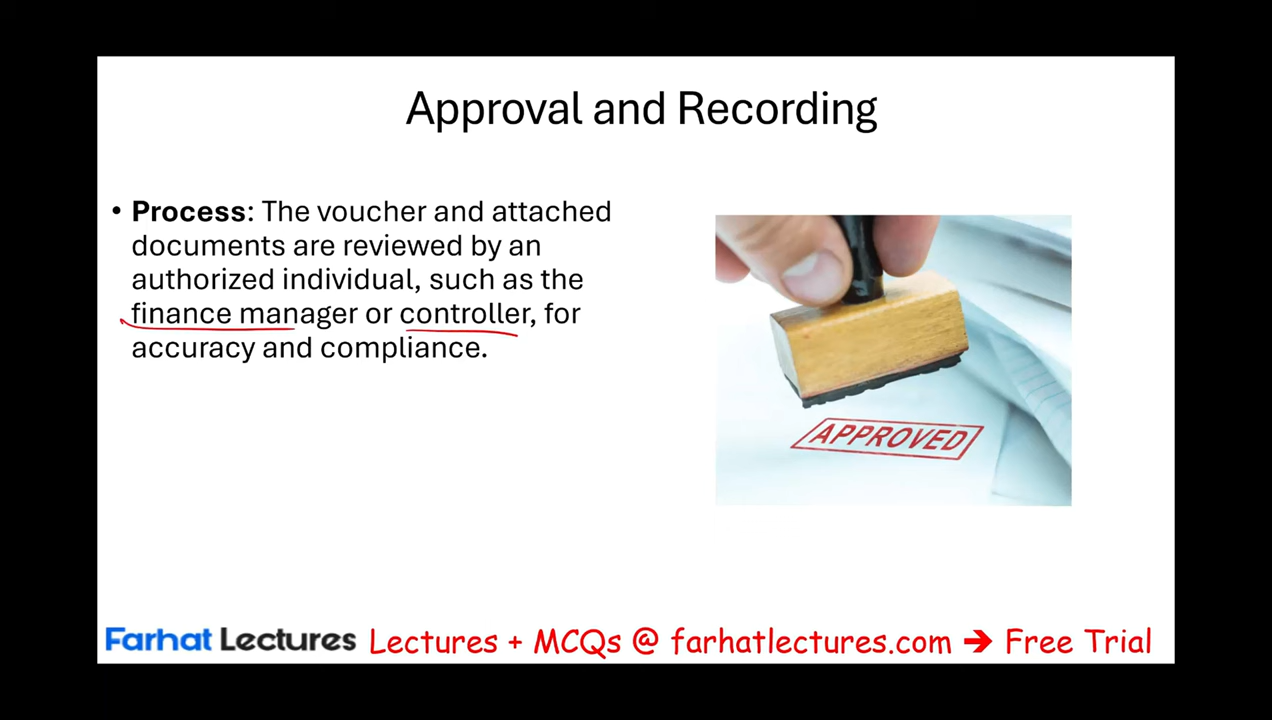 Approval and Recording
• Process: The voucher and attached
documents are reviewed by an
authorized individual, such as the
finance manager or controller, for
accuracy and compliance.
APPROVED
Farhat Lectures Lectures + MCQs @ farhatlectures.com ➔ Free Trial